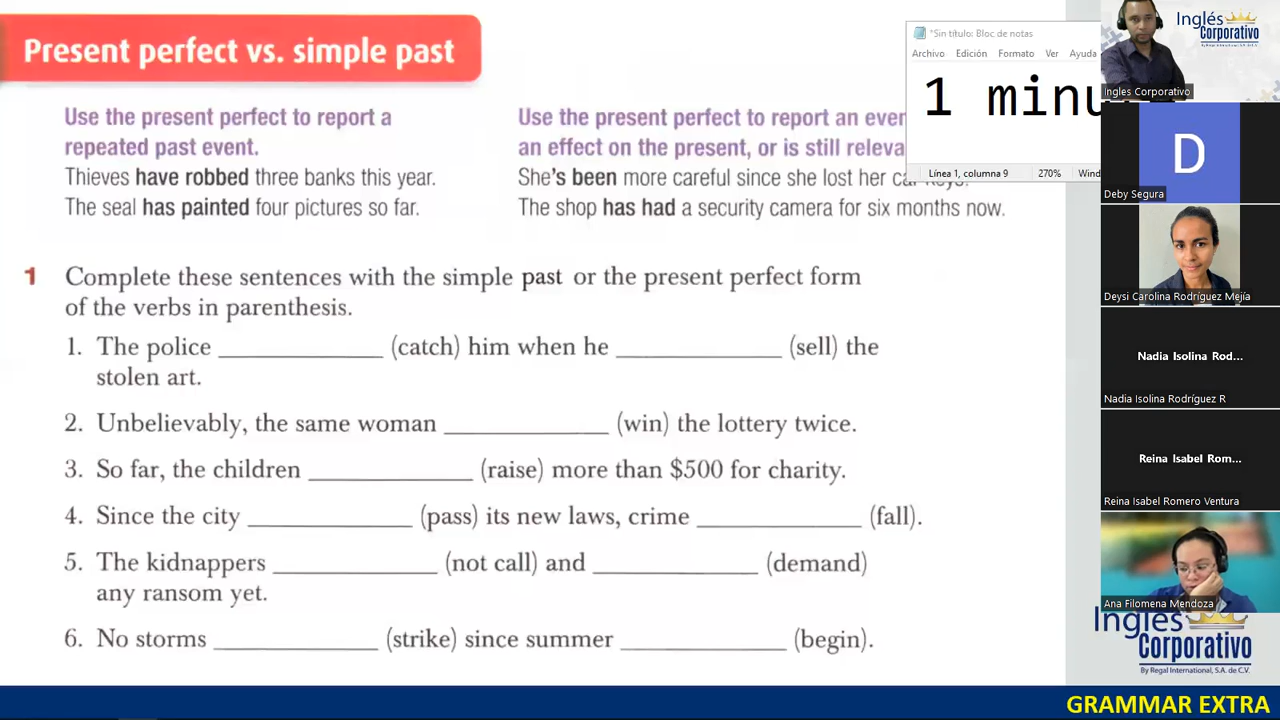 Present perfect vs. simple past
Use the present perfect to report a
repeated past event.
Thieves have robbed three banks this year.
The seal has painted four pictures so far.
Use the present perfect to report an
an effect on the present, or is still
She's been more careful since she lost her
The shop has had a security camera for six months now.
*Sin título: Bloc de notas
Archivo Edición Formato Ver Ayuda
1
Línea 1, columna 9 270%
1 Complete these sentences with the simple past or the present perfect form
of the verbs in parenthesis.
1. The police ____________ (catch) him when he ____________ (sell) the
stolen art.
2. Unbelievably, the same woman ____________ (win) the lottery twice.
3. So far, the children ____________ (raise) more than $500 for charity.
4. Since the city ____________ (pass) its new laws, crime ____________ (fall).
5. The kidnappers ____________ (not call) and ____________ (demand)
any ransom yet.
6. No storms ____________ (strike) since summer ____________ (begin).
Inglés
Corporativo
By Regal International, S.A. de C.V.
Ingles Corporativo
D
Deby Segura
Deysi Carolina Rodríguez Mejía
Nadia Isolina Rod...
Nadia Isolina Rodríguez R
Reina Isabel Rom...
Reina Isabel Romero Ventura
Ana Filomena Mendoza
Inglés
Corporativo
By Regal International, S.A. de C.V.
GRAMMAR EXTRA